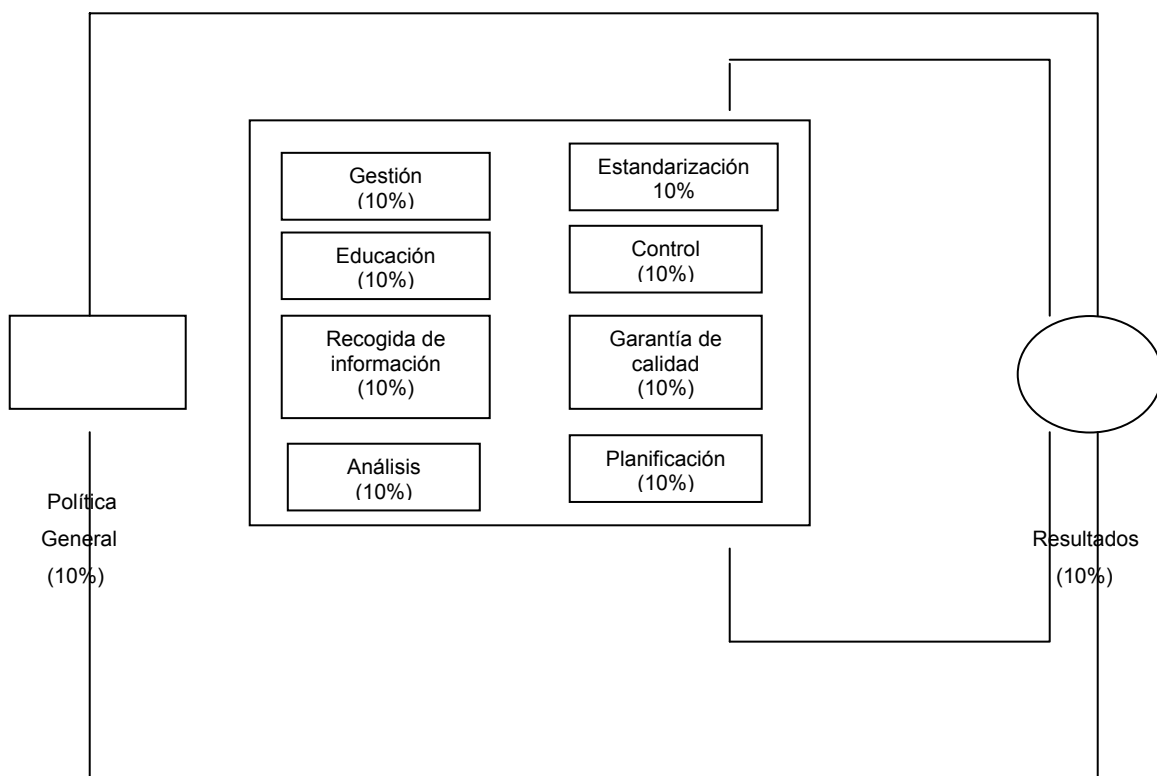 Gestión
(10%)
Estandarización
10%
Educación
(10%)
Control
(10%)
Recogida de
información
(10%)
Garantía de
calidad
(10%)
Análisis
(10%)
Planificación
(10%)
Política
General
(10%)
Resultados
(10%)